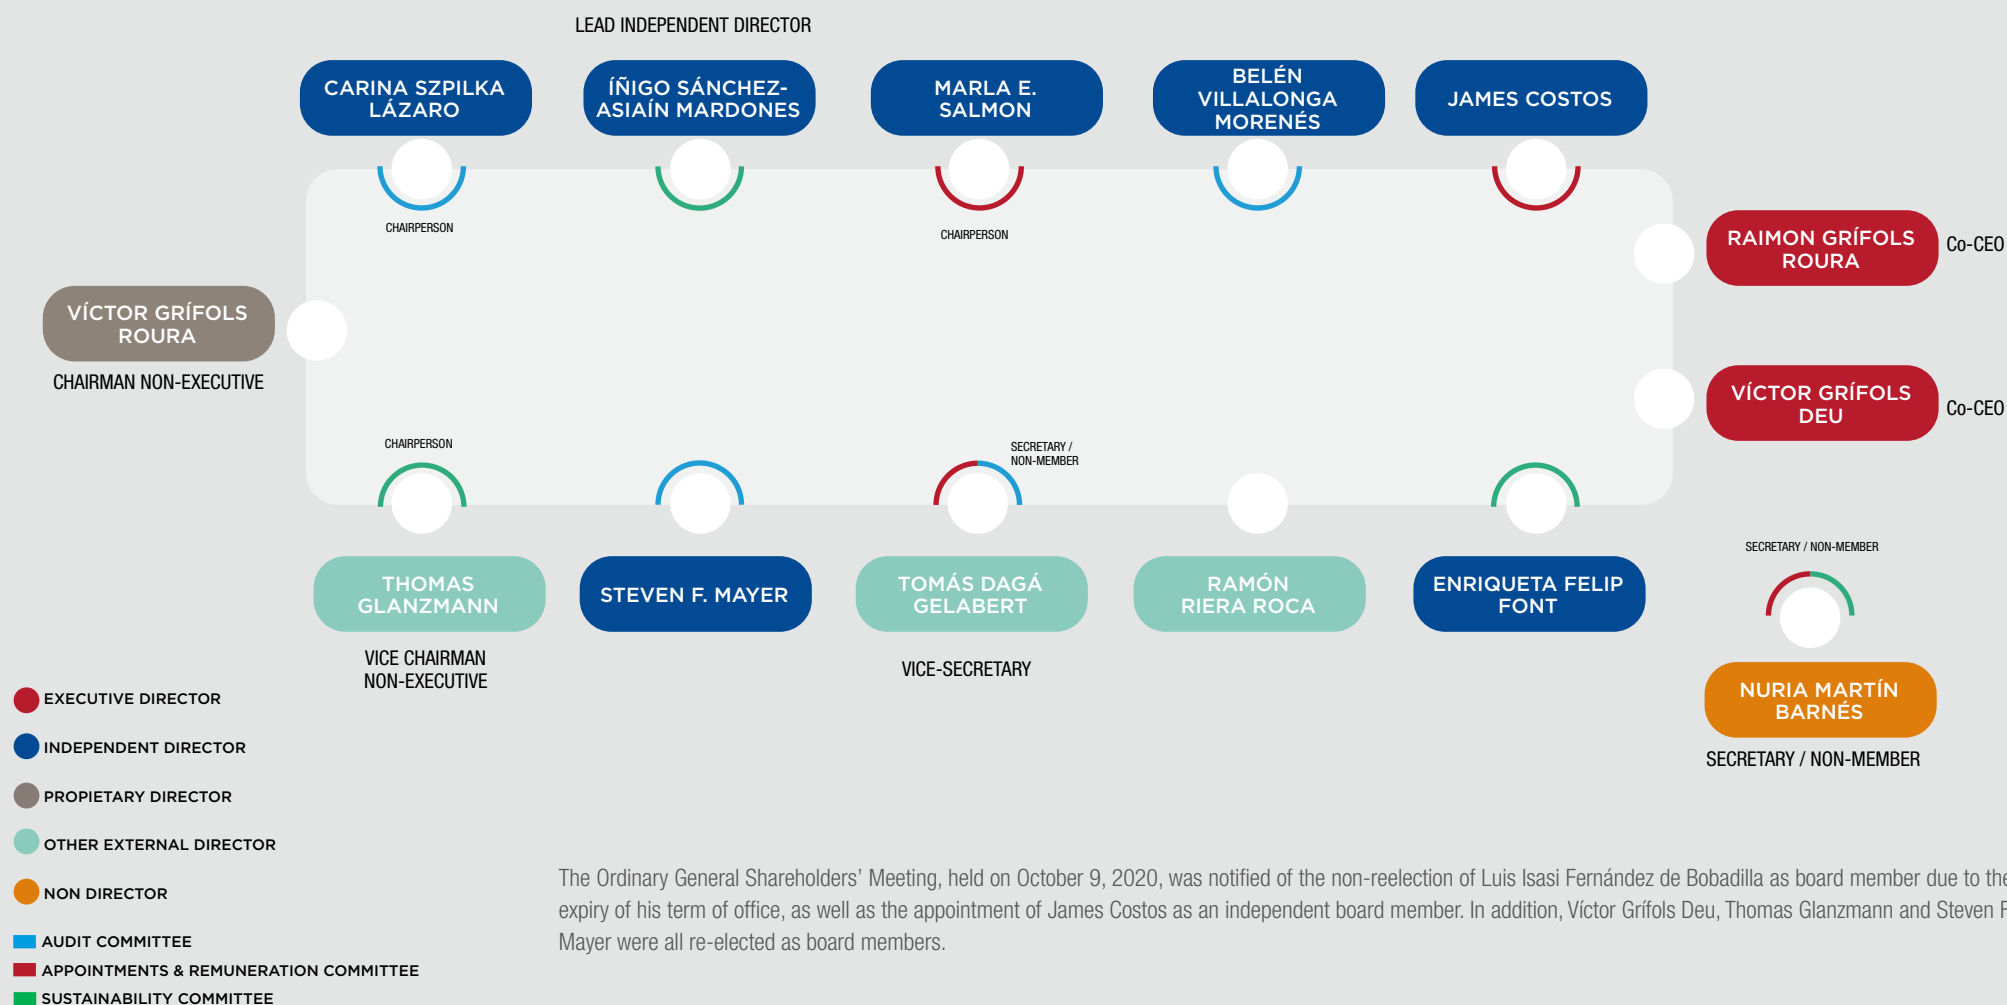 LEAD INDEPENDENT DIRECTOR
CARINA SZPILKA
LÁZARO
ÍÑIGO SÁNCHEZ-
ASIAÍN MARDONES
MARLA E.
SALMON
BELÉN
VILLALONGA
MORENÉS
JAMES COSTOS
CHAIRPERSON
CHAIRPERSON
RAIMON GRÍFOLS
ROURA
Co-CEO
VÍCTOR GRÍFOLS
ROURA
CHAIRMAN NON-EXECUTIVE
VÍCTOR GRÍFOLS
DEU
Co-CEO
CHAIRPERSON
SECRETARY /
NON-MEMBER
THOMAS
GLANZMANN
VICE CHAIRMAN
NON-EXECUTIVE
STEVEN F. MAYER
TOMÁS DAGÁ
GELABERT
VICE-SECRETARY
RAMÓN
RIERA ROCA
ENRIQUETA FELIP
FONT
SECRETARY / NON-MEMBER
NURIA MARTÍN
BARNÉS
SECRETARY / NON-MEMBER
EXECUTIVE DIRECTOR
INDEPENDENT DIRECTOR
PROPIETARY DIRECTOR
OTHER EXTERNAL DIRECTOR
NON DIRECTOR
AUDIT COMMITTEE
APPOINTMENTS & REMUNERATION COMMITTEE
SUSTAINABILITY COMMITTEE
The Ordinary General Shareholders' Meeting, held on October 9, 2020, was notified of the non-reelection of Luis Isasi Fernández de Bobadilla as board member due to the
expiry of his term of office, as well as the appointment of James Costos as an independent board member. In addition, Víctor Grífols Deu, Thomas Glanzmann and Steven F
Mayer were all re-elected as board members.